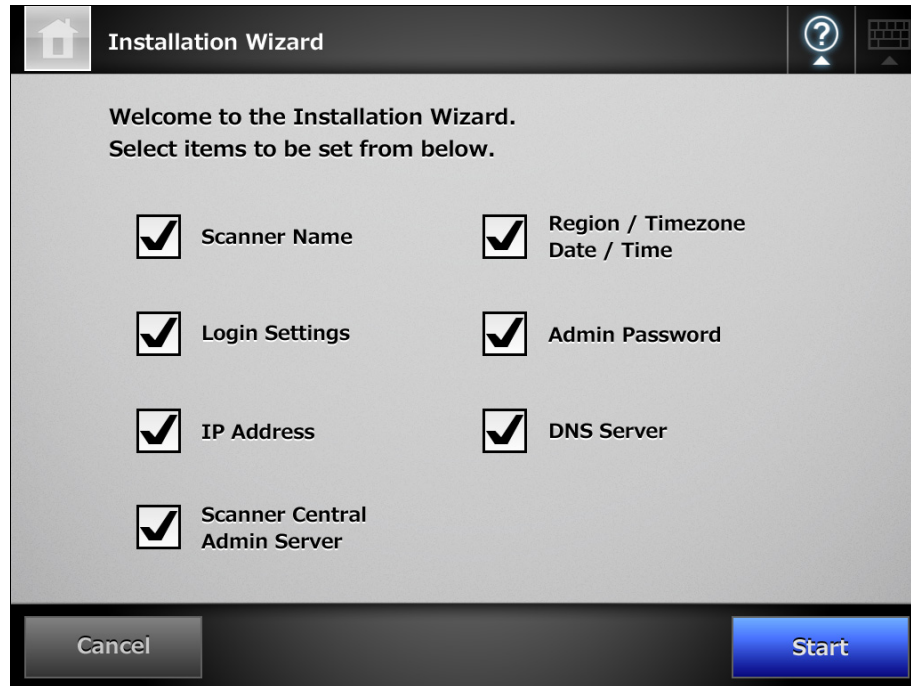 Installation Wizard
?
Welcome to the Installation Wizard.
Select items to be set from below.
Scanner Name
Region / Timezone
Date / Time
Login Settings
Admin Password
IP Address
DNS Server
Scanner Central
Admin Server
Cancel
Start